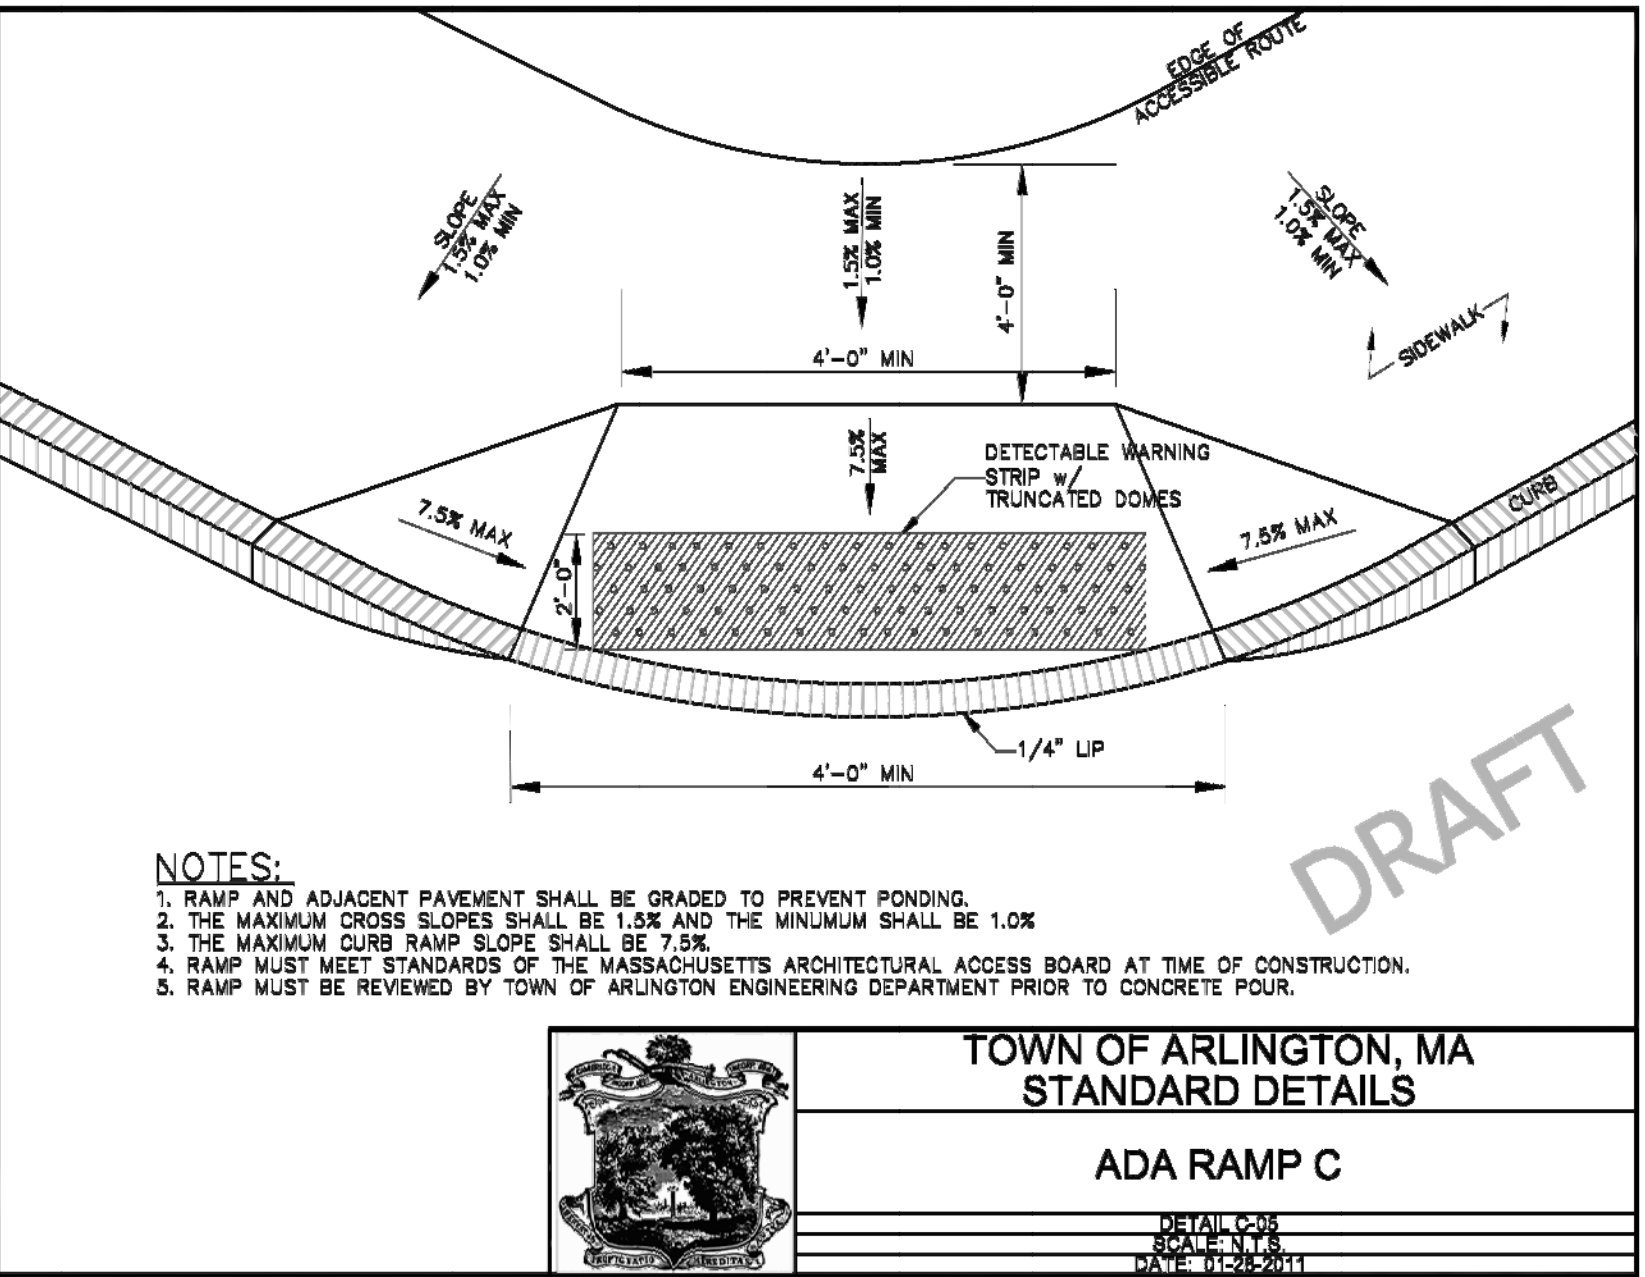 EDGE OF
ACCESSIBLE ROUTE
SLOPE
1.5% MAX
1.0% MIN
1.5% MAX
1.0% MIN
4'-0" MIN
SLOPE
1.5% MAX
1.0% MIN
SIDEWALK
4'-0" MIN
7.5%
MAX
DETECTABLE WARNING
STRIP w/
TRUNCATED DOMES
7.5% MAX
7.5% MAX
CURB
2'-0"
1/4" LIP
4'-0" MIN
DRAFT
NOTES:
1. RAMP AND ADJACENT PAVEMENT SHALL BE GRADED TO PREVENT PONDING.
2. THE MAXIMUM CROSS SLOPES SHALL BE 1.5% AND THE MINUMUM SHALL BE 1.0%
3. THE MAXIMUM CURB RAMP SLOPE SHALL BE 7.5%.
4. RAMP MUST MEET STANDARDS OF THE MASSACHUSETTS ARCHITECTURAL ACCESS BOARD AT TIME OF CONSTRUCTION.
5. RAMP MUST BE REVIEWED BY TOWN OF ARLINGTON ENGINEERING DEPARTMENT PRIOR TO CONCRETE POUR.
TOWN OF ARLINGTON, MA
STANDARD DETAILS
ADA RAMP C
DETAIL C-05
SCALE: N.T.S.
DATE: 01-28-2011
ARLINGTON